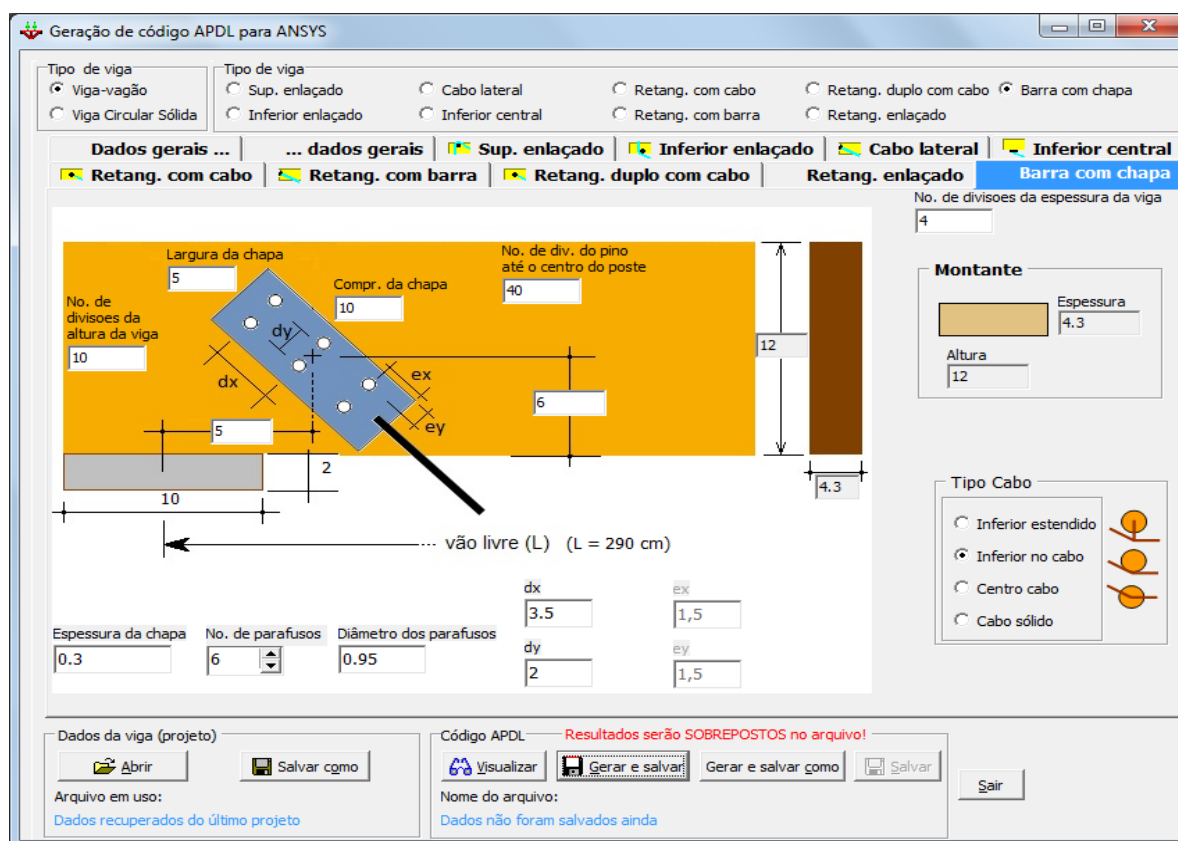 Geração de código APDL para ANSYS
Tipo de viga
Viga-vagão
Viga Circular Sólida
Tipo de viga
Sup. enlaçado
Cabo lateral
Retang. com cabo
Retang. duplo com cabo
Barra com chapa
Inferior enlaçado
Inferior central
Retang. com barra
Retang. enlaçado
Dados gerais ...
... dados gerais
Sup. enlaçado
Inferior enlaçado
Cabo lateral
Inferior central
Retang. com cabo
Retang. com barra
Retang. duplo com cabo
Retang. enlaçado
Barra com chapa
No. de divisoes da espessura da viga
4
Largura da chapa
5
No. de div. do pino
até o centro do poste
40
Compr. da chapa
10
No. de
divisoes da
altura da viga
10
dy
dx
ex
ey
12
6
5
2
10
4.3
Montante
Espessura
4.3
Altura
12
vão livre (L) (L = 290 cm)
Tipo Cabo
Inferior estendido
Inferior no cabo
Centro cabo
Cabo sólido
Espessura da chapa
0.3
No. de parafusos
6
Diâmetro dos parafusos
0.95
dx
3.5
ex
1,5
dy
2
ey
1,5
Dados da viga (projeto)
Abrir
Salvar como
Arquivo em uso:
Dados recuperados do último projeto
Código APDL
Resultados serão SOBREPOSTOS no arquivo!
Visualizar
Gerar e salvar
Gerar e salvar como
Salvar
Nome do arquivo:
Dados não foram salvados ainda
Sair